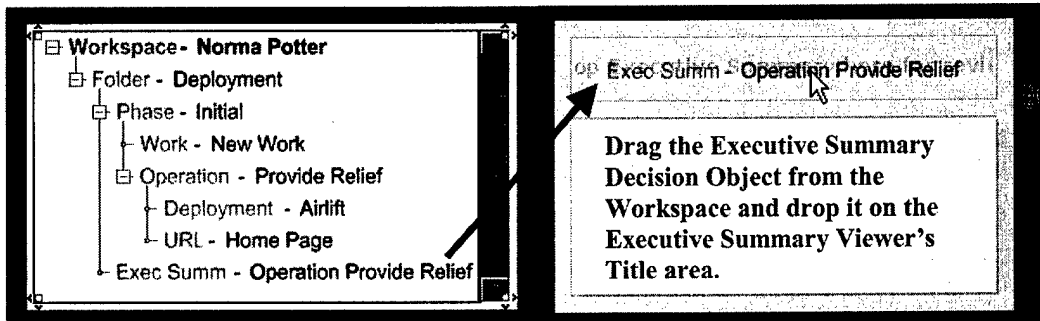 Workspace - Norma Potter
Folder - Deployment
Phase - Initial
Work - New Work
Operation - Provide Relief
Deployment - Airlift
URL - Home Page
Exec Summ - Operation Provide Relief
Exec Summ - Operation Provide Relief
Drag the Executive Summary
Decision Object from the
Workspace and drop it on the
Executive Summary Viewer's
Title area.